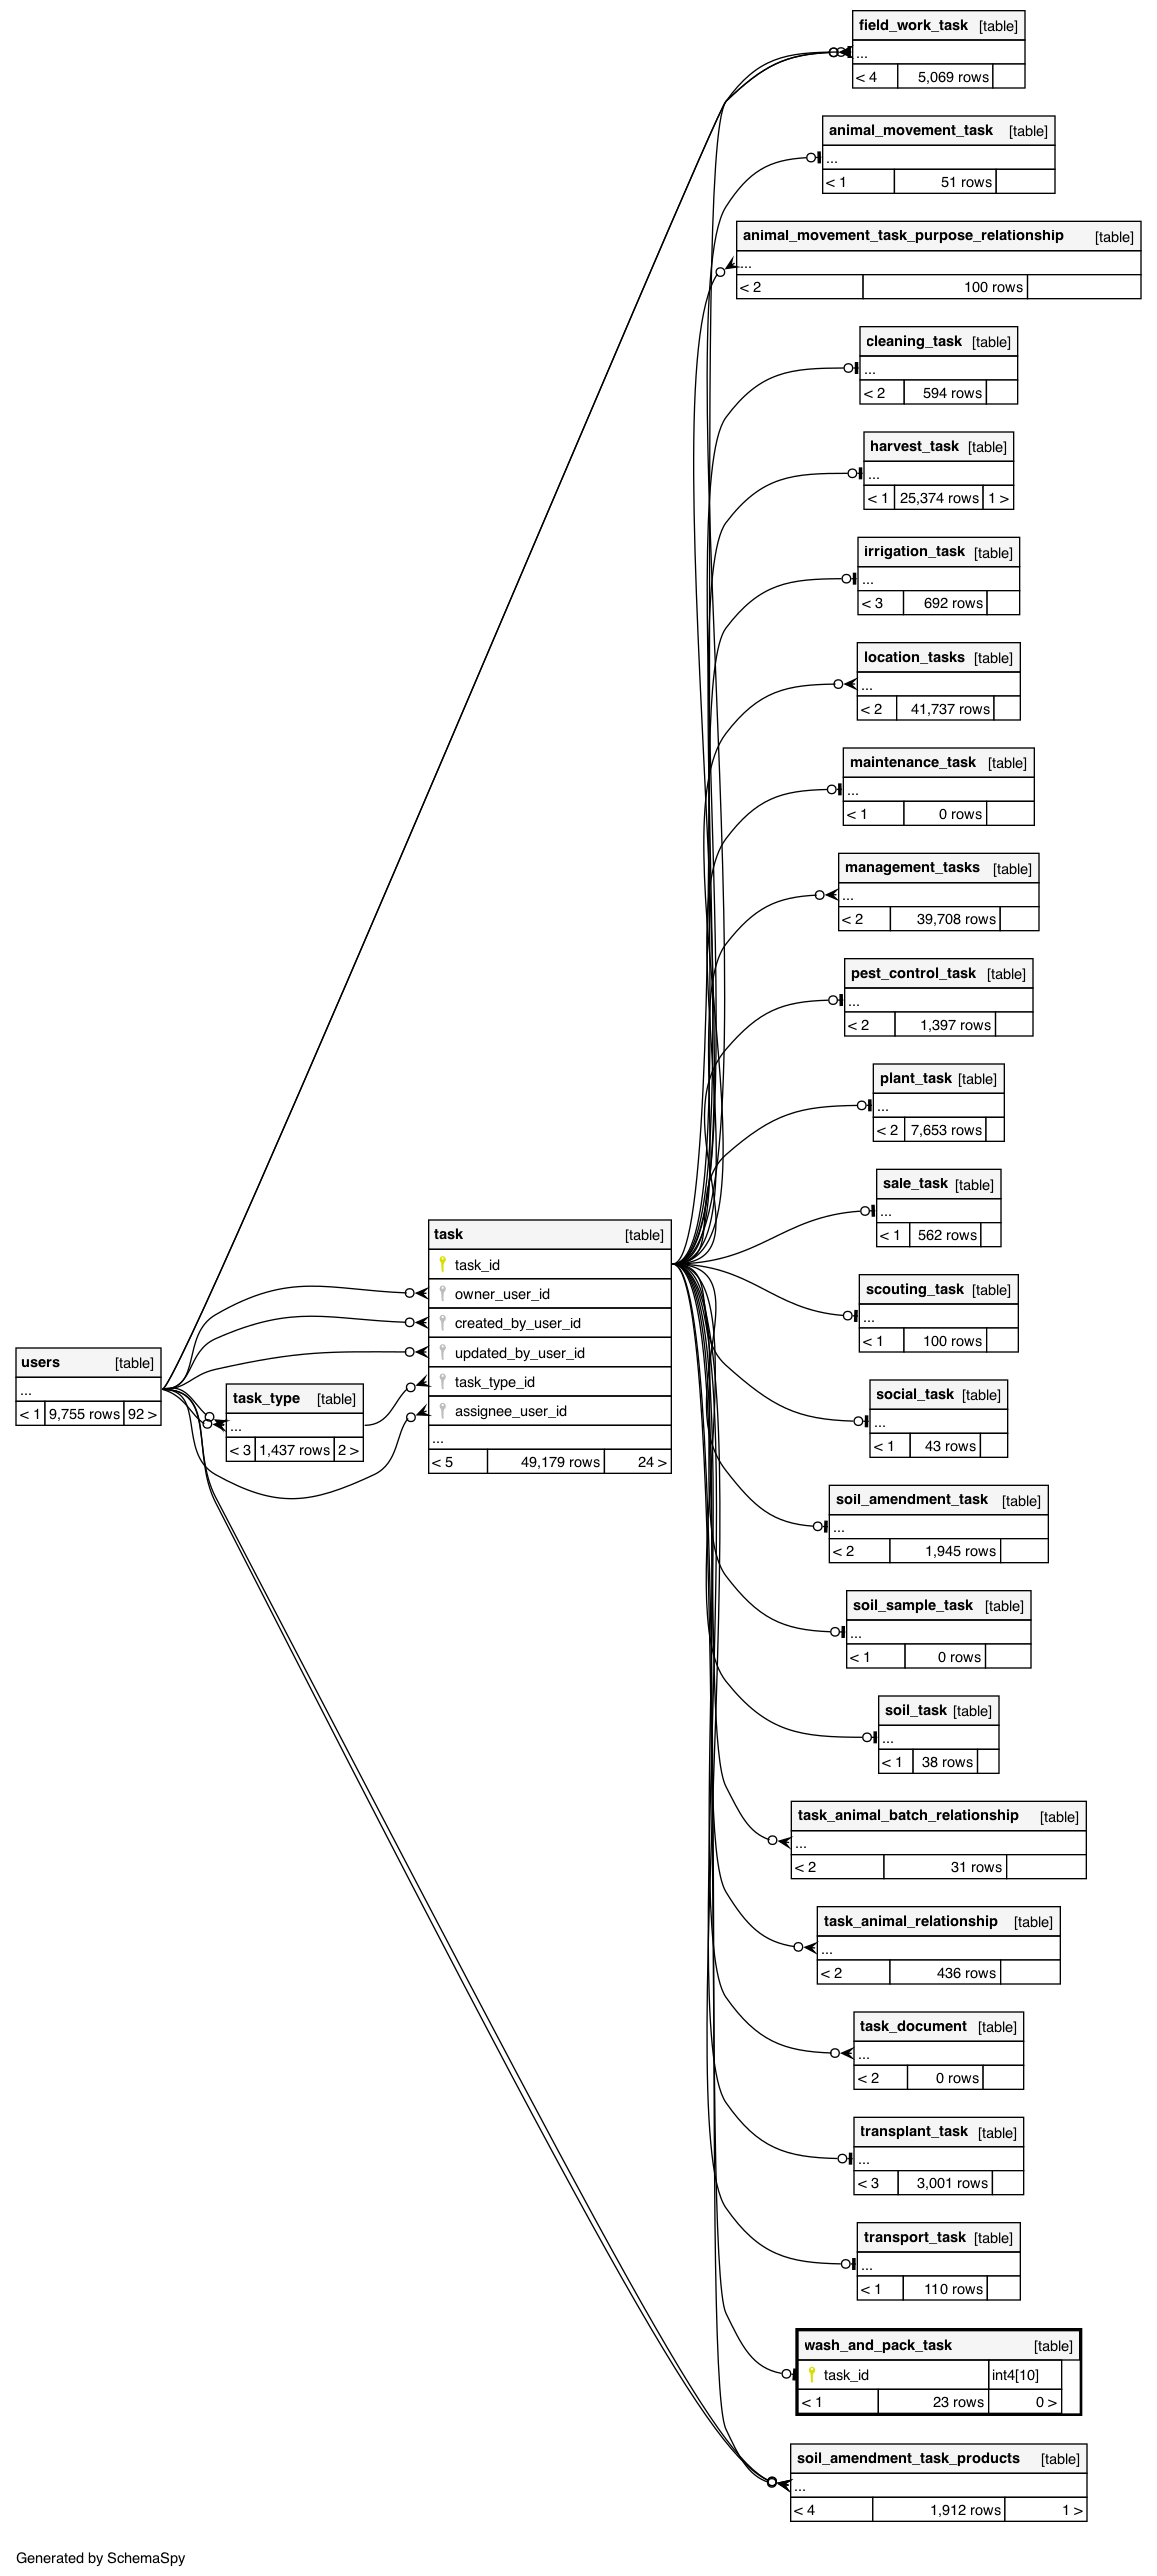 field_work_task [table]
...
< 4 5,069 rows
animal_movement_task [table]
...
< 1 51 rows
animal_movement_task_purpose_relationship [table]
...
< 2 100 rows
cleaning_task [table]
...
< 2 594 rows
harvest_task [table]
...
< 1 25,374 rows 1 >
irrigation_task [table]
...
< 3 692 rows
location_tasks [table]
...
< 2 41,737 rows
maintenance_task [table]
...
< 1 0 rows
management_tasks [table]
...
< 2 39,708 rows
pest_control_task [table]
...
< 2 1,397 rows
plant_task [table]
...
< 2 7,653 rows
sale_task [table]
...
< 1 562 rows
task [table]
task_id
owner_user_id
created_by_user_id
updated_by_user_id
task_type_id
assignee_user_id
...
< 5 49,179 rows 24 >
scouting_task [table]
...
< 1 100 rows
users [table]
...
< 1 9,755 rows 92 >
task_type [table]
...
< 3 1,437 rows 2 >
social_task [table]
...
< 1 43 rows
soil_amendment_task [table]
...
< 2 1,945 rows
soil_sample_task [table]
...
< 1 0 rows
soil_task [table]
...
< 1 38 rows
task_animal_batch_relationship [table]
...
< 2 31 rows
task_animal_relationship [table]
...
< 2 436 rows
task_document [table]
...
< 2 0 rows
transplant_task [table]
...
< 3 3,001 rows
transport_task [table]
...
< 1 110 rows
wash_and_pack_task [table]
task_id int4[10]
< 1 23 rows 0 >
soil_amendment_task_products [table]
...
< 4 1,912 rows 1 >
Generated by SchemaSpy